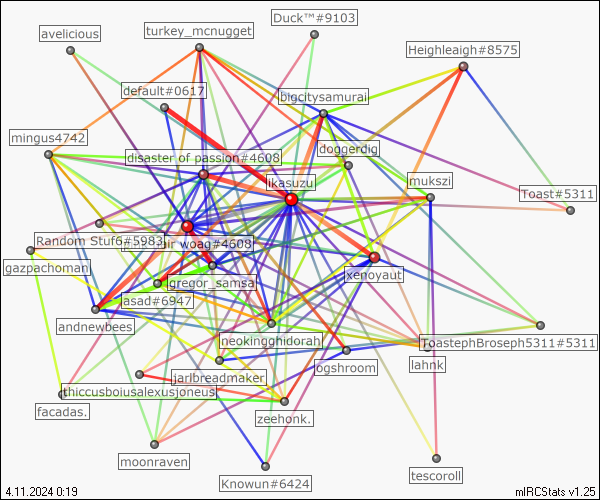 Duck™#9103
avelicious
turkey_mcnugget
Heighleaigh#8575
default#0617
bigcitysamurai
mingus4742
doggerdig
disaster of passion#4608
ikasuzu
mukszi
Toast#5311
Random Stuf6#5983
air woag#4608
gazpachoman
gregor_samsa
xenoyaut
asad#6947
andnewbees
neokingghidorah
ToastephBroseph5311#5311
ogshroom
lahnk
jarlbreadmaker
thiccusboiusalexusjoneus
facadas.
zeehonk.
moonraven
Knowun#6424
tescoroll
4.11.2024 0:19
mIRCStats v1.25